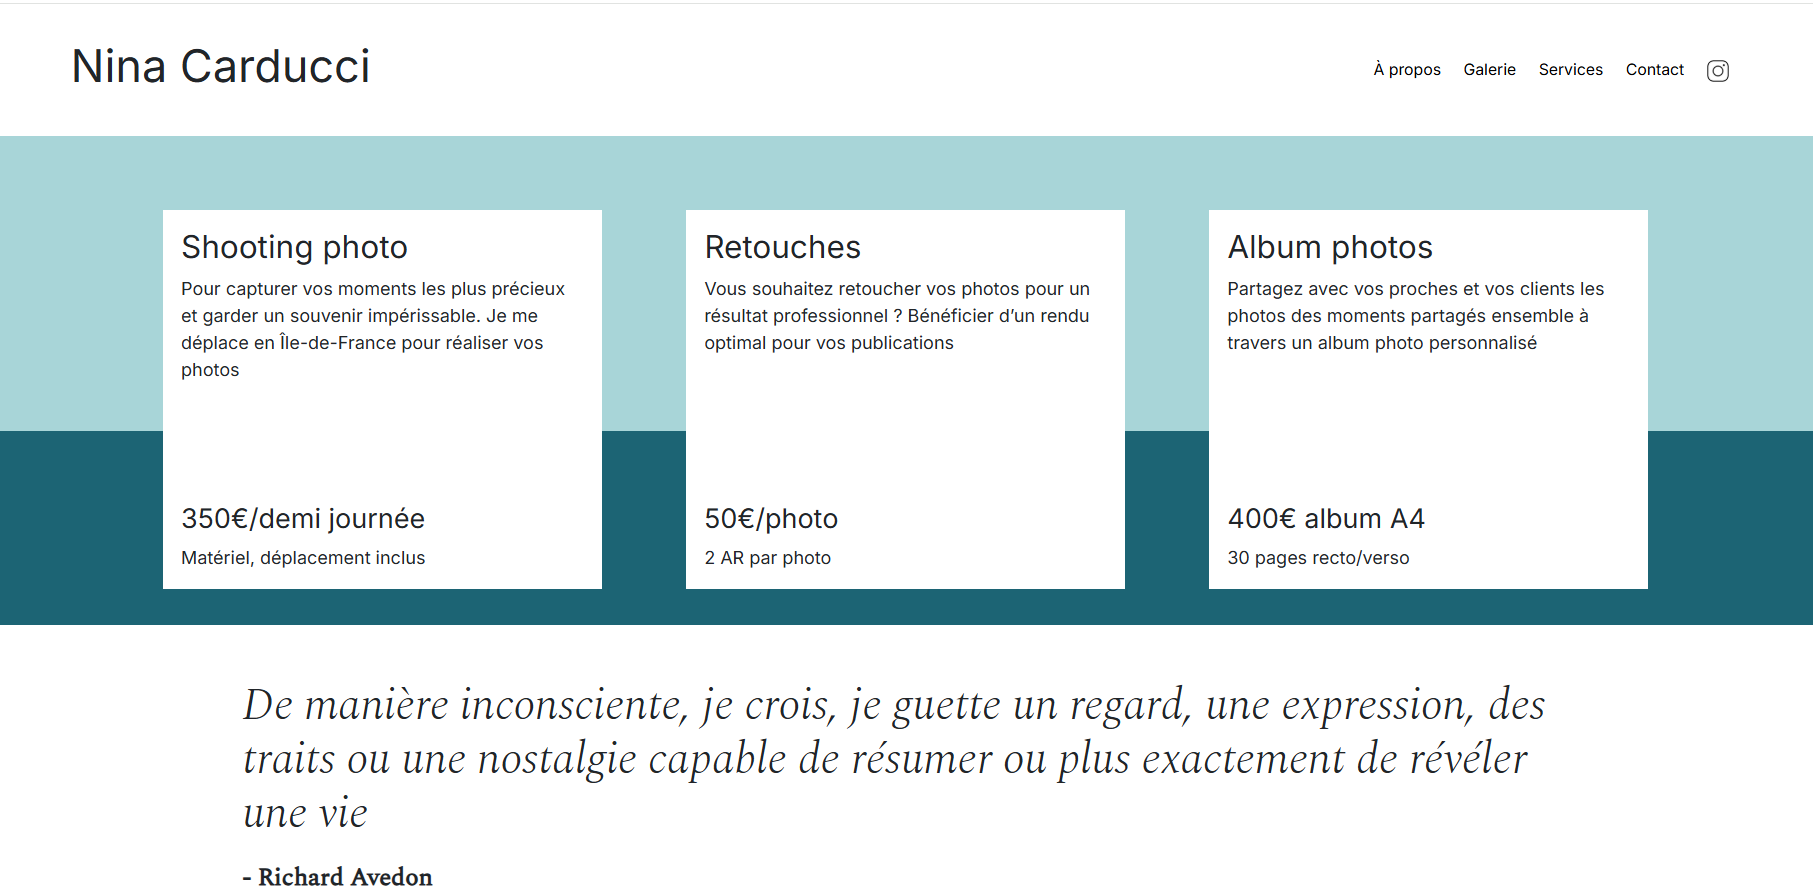 Nina Carducci
À propos Galerie Services Contact
Shooting photo
Pour capturer vos moments les plus précieux
et garder un souvenir impérissable. Je me
déplace en Île-de-France pour réaliser vos
photos
350€/demi journée
Matériel, déplacement inclus
Retouches
Vous souhaitez retoucher vos photos pour un
résultat professionnel ? Bénéficier d’un rendu
optimal pour vos publications
50€/photo
2 AR par photo
Album photos
Partagez avec vos proches et vos clients les
photos des moments partagés ensemble à
travers un album photo personnalisé
400€ album A4
30 pages recto/verso
De manière inconsciente, je crois, je guette un regard, une expression, des
traits ou une nostalgie capable de résumer ou plus exactement de révéler
une vie
- Richard Avedon